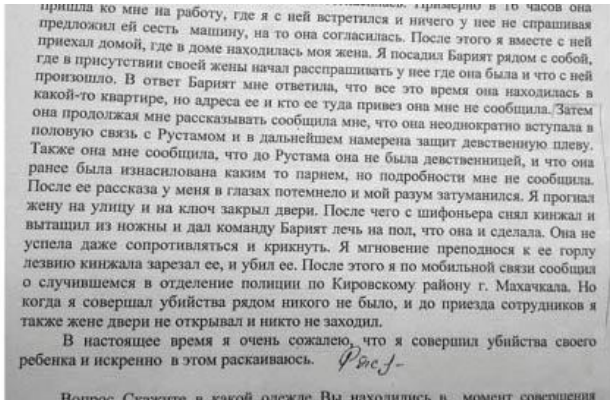 пришла ко мне на работу, где я с ней встретился и ничего у нее не спрашивая
предложил ей сесть машину, на то она согласилась. После этого я вместе с ней
приехал домой, где в доме находилась моя жена. Я посадил Барият рядом с собой,
где в присутствии своей жены начал расспрашивать у нее где она была и что с ней
произошло. В ответ Барият мне ответила, что все это время она находилась в
какой-то квартире, но адреса ее и кто ее туда привез она мне не сообщила. Затем
она продолжая мне рассказывать сообщила мне, что она неоднократно вступала в
половую связь с Рустамом и в дальнейшем намерена защит девственную плеву.
Также она мне сообщила, что до Рустама она не была девственницей, и что она
ранее была изнасилована каким то парнем, но подробности мне не сообщила.
После ее рассказа у меня в глазах потемнело и мой разум затуманился. Я прогнал
жену на улицу и на ключ закрыл двери. После чего с шифоньера снял кинжал и
вытащил из ножны и дал команду Барият лечь на пол, что она и сделала. Она не
успела даже сопротивляться и крикнуть. Я мгновение преподнося к ее горлу
лезвию кинжала зарезал ее, и убил ее. После этого я по мобильной связи сообщил
о случившемся в отделение полиции по Кировскому району г. Махачкала. Но
когда я совершал убийства рядом никого не было, и до приезда сотрудников я
также жене двери не открывал и никто не заходил.
В настоящее время я очень сожалею, что я совершил убийства своего
ребенка и искренно в этом раскаиваюсь.
Вопрос Скажите в какой одежде Вы находились в момент совершения